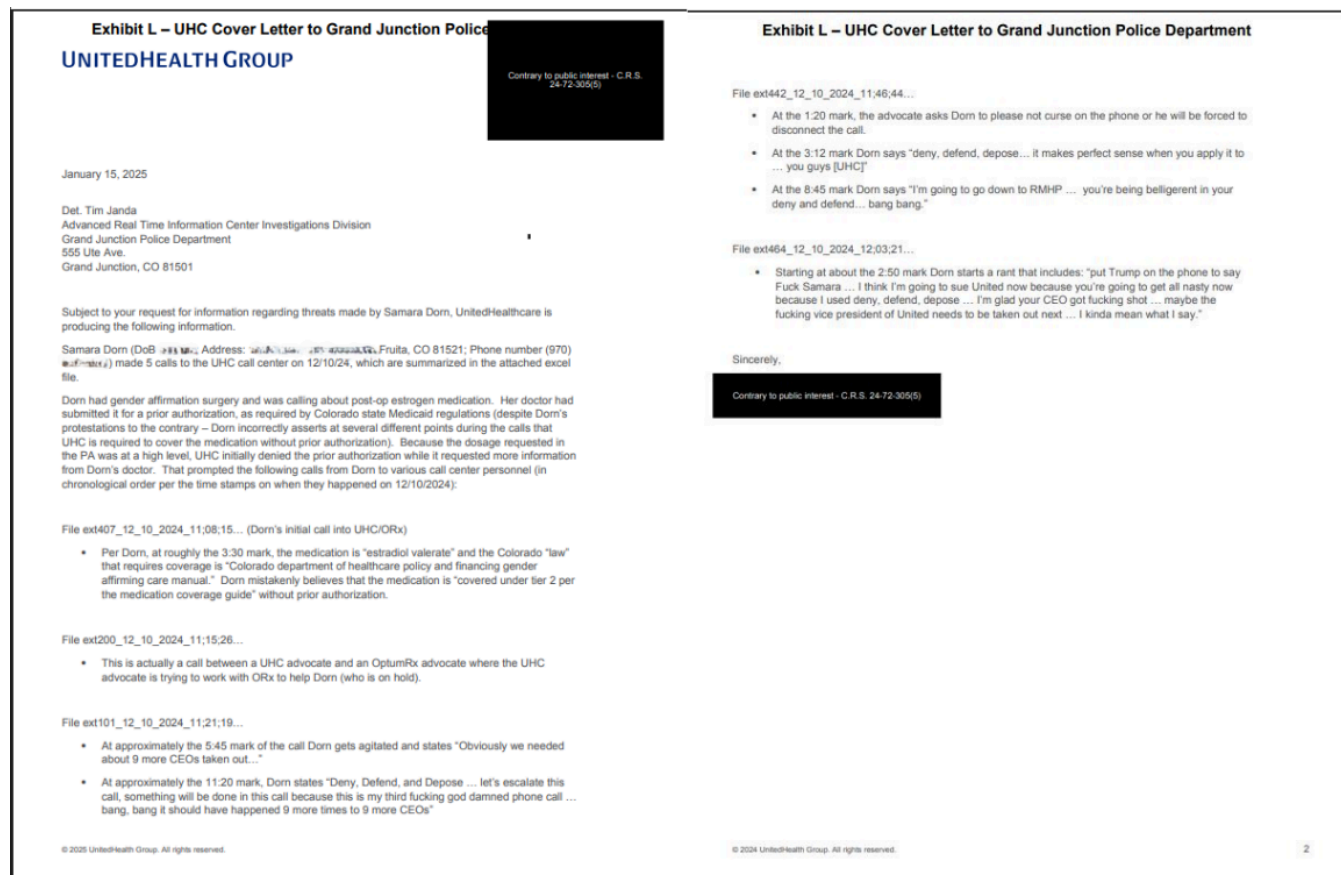 Exhibit L – UHC Cover Letter to Grand Junction Police
UNITEDHEALTH GROUP
Contrary to public interest - C.R.S.
24-72-305(5)
January 15, 2025
Det. Tim Janda
Advanced Real Time Information Center Investigations Division
Grand Junction Police Department
555 Ute Ave.
Grand Junction, CO 81501
Subject to your request for information regarding threats made by Samara Dorn, UnitedHealthcare is
producing the following information.
Samara Dorn (DoB Address: Fruita, CO 81521; Phone number (970)
) made 5 calls to the UHC call center on 12/10/24, which are summarized in the attached excel
file.
Dorn had gender affirmation surgery and was calling about post-op estrogen medication. Her doctor had
submitted it for a prior authorization, as required by Colorado state Medicaid regulations (despite Dorn's
protestations to the contrary – Dorn incorrectly asserts at several different points during the calls that
UHC is required to cover the medication without prior authorization). Because the dosage requested in
the PA was at a high level, UHC initially denied the prior authorization while it requested more information
from Dorn's doctor. That prompted the following calls from Dorn to various call center personnel (in
chronological order per the time stamps on when they happened on 12/10/2024):
File ext407_12_10_2024_11;08;15... (Dorn's initial call into UHC/ORx)
• Per Dorn, at roughly the 3:30 mark, the medication is "estradiol valerate" and the Colorado "law"
that requires coverage is "Colorado department of healthcare policy and financing gender
affirming care manual." Dorn mistakenly believes that the medication is "covered under tier 2 per
the medication coverage guide" without prior authorization.
File ext200_12_10_2024_11;15;26...
• This is actually a call between a UHC advocate and an OptumRx advocate where the UHC
advocate is trying to work with ORx to help Dorn (who is on hold).
File ext101_12_10_2024_11;21;19...
• At approximately the 5:45 mark of the call Dorn gets agitated and states "Obviously we needed
about 9 more CEOs taken out..."
• At approximately the 11:20 mark, Dorn states "Deny, Defend, and Depose ... let's escalate this
call, something will be done in this call because this is my third fucking god damned phone call ...
bang, bang it should have happened 9 more times to 9 more CEOs"
© 2025 UnitedHealth Group. All rights reserved.
Exhibit L – UHC Cover Letter to Grand Junction Police Department
File ext442_12_10_2024_11;46;44...
• At the 1:20 mark, the advocate asks Dorn to please not curse on the phone or he will be forced to
disconnect the call.
• At the 3:12 mark Dorn says "deny, defend, depose... it makes perfect sense when you apply it to
... you guys [UHC]"
• At the 8:45 mark Dorn says "I'm going to go down to RMHP ... you're being belligerent in your
deny and defend... bang bang."
File ext464_12_10_2024_12;03;21...
• Starting at about the 2:50 mark Dorn starts a rant that includes: "put Trump on the phone to say
Fuck Samara ... I think I'm going to sue United now because you're going to get all nasty now
because I used deny, defend, depose ... I'm glad your CEO got fucking shot ... maybe the
fucking vice president of United needs to be taken out next ... I kinda mean what I say."
Sincerely,
Contrary to public interest - C.R.S. 24-72-305(5)
© 2024 UnitedHealth Group. All rights reserved.
2